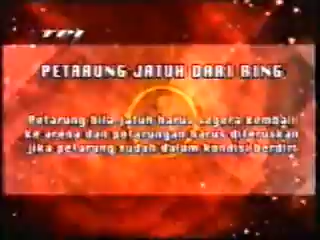 TPI
PETARUNG JATUH DARI RING
Petarung bila jatuh harus segera kembali
ke arena dan petarungan harus diteruskan
jika petarung sudah dalam kondisi berdiri